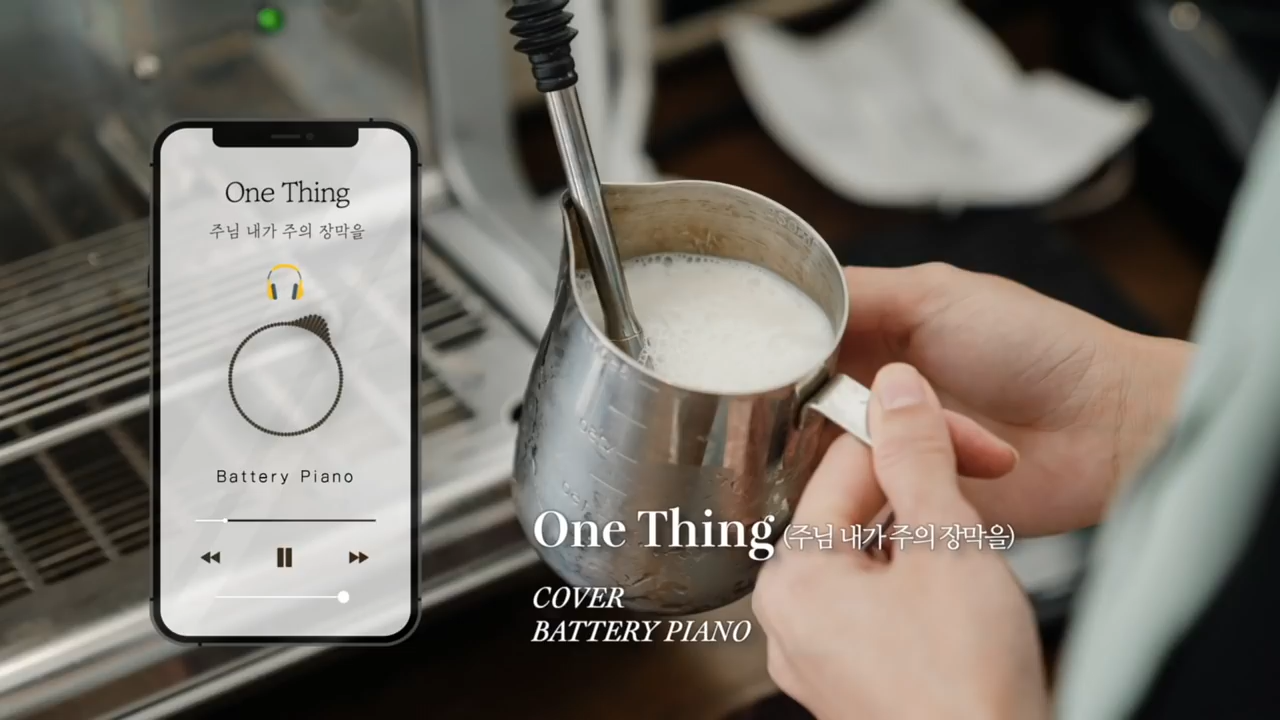 One Thing
주님 내가 주의 장막을
Battery Piano
One Thing (주님 내가 주의 장막을)
COVER
BATTERY PIANO